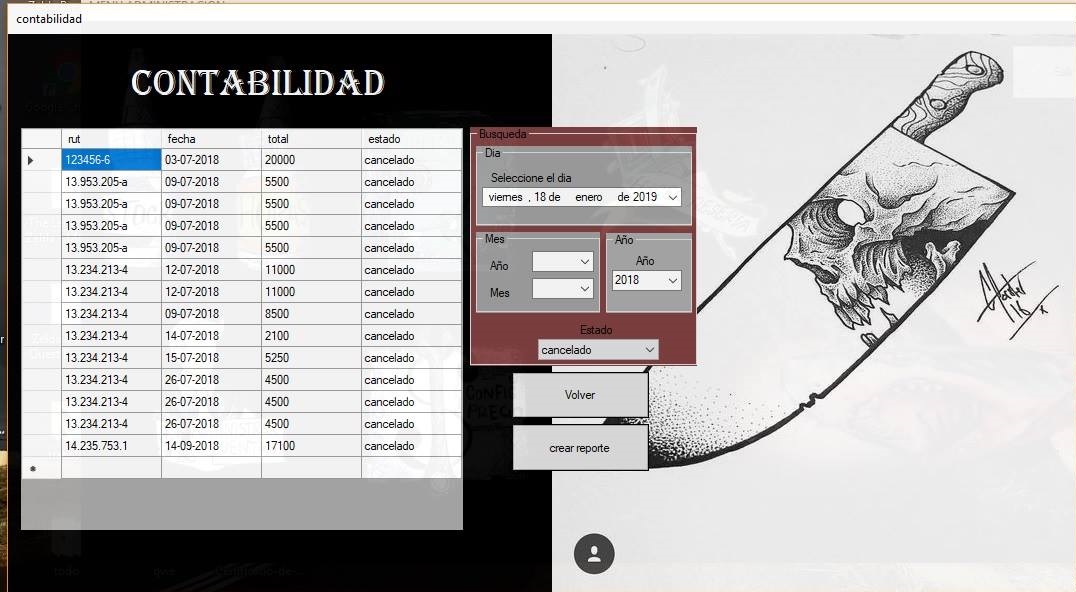 MENU ADMINISTRACION
contabilidad
CONTABILIDAD
rut fecha total estado
123456-6 03-07-2018 20000 cancelado
13.953.205-a 09-07-2018 5500 cancelado
13.953.205-a 09-07-2018 5500 cancelado
13.953.205-a 09-07-2018 5500 cancelado
13.953.205-a 09-07-2018 5500 cancelado
13.234.213-4 12-07-2018 11000 cancelado
13.234.213-4 12-07-2018 11000 cancelado
13.234.213-4 09-07-2018 8500 cancelado
13.234.213-4 14-07-2018 2100 cancelado
13.234.213-4 15-07-2018 5250 cancelado
13.234.213-4 26-07-2018 4500 cancelado
13.234.213-4 26-07-2018 4500 cancelado
13.234.213-4 26-07-2018 4500 cancelado
14.235.753.1 14-09-2018 17100 cancelado
Busqueda
Dia
Seleccione el dia
viernes , 18 de enero de 2019
Mes
Año
Mes
Año
Año
2018
Estado
cancelado
Volver
crear reporte
16
todo